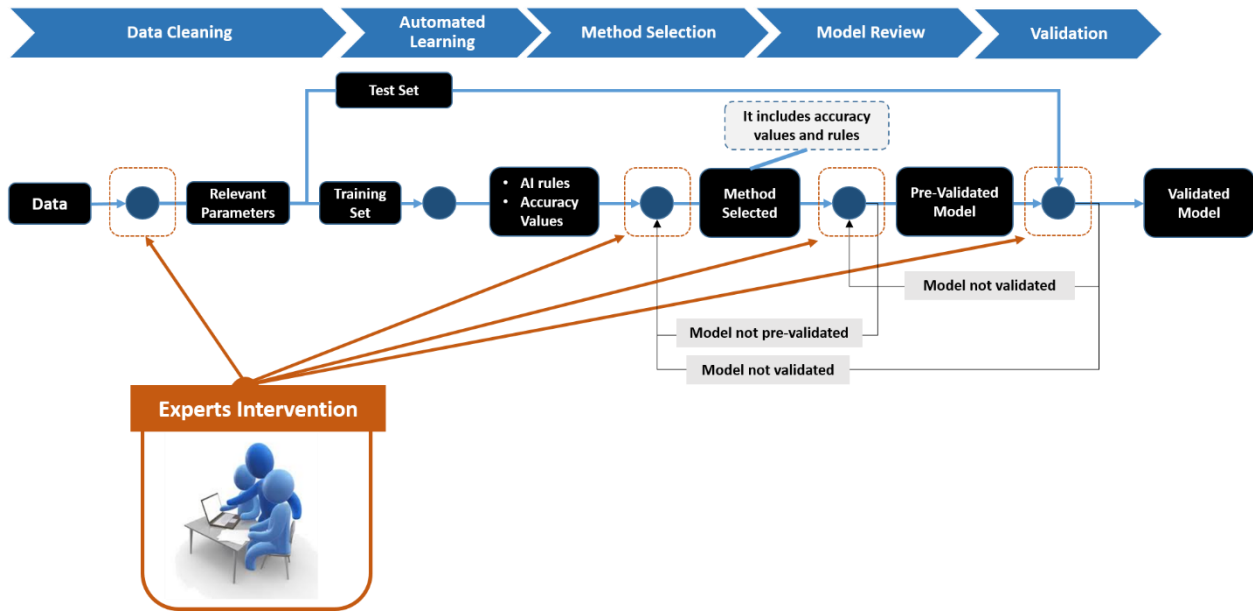 Data Cleaning
Automated
Learning
Method Selection
Model Review
Validation
Test Set
It includes accuracy
values and rules
Data
Relevant
Parameters
Training
Set
• AI rules
• Accuracy
Values
Method
Selected
Pre-Validated
Model
Validated
Model
Model not validated
Model not pre-validated
Model not validated
Experts Intervention